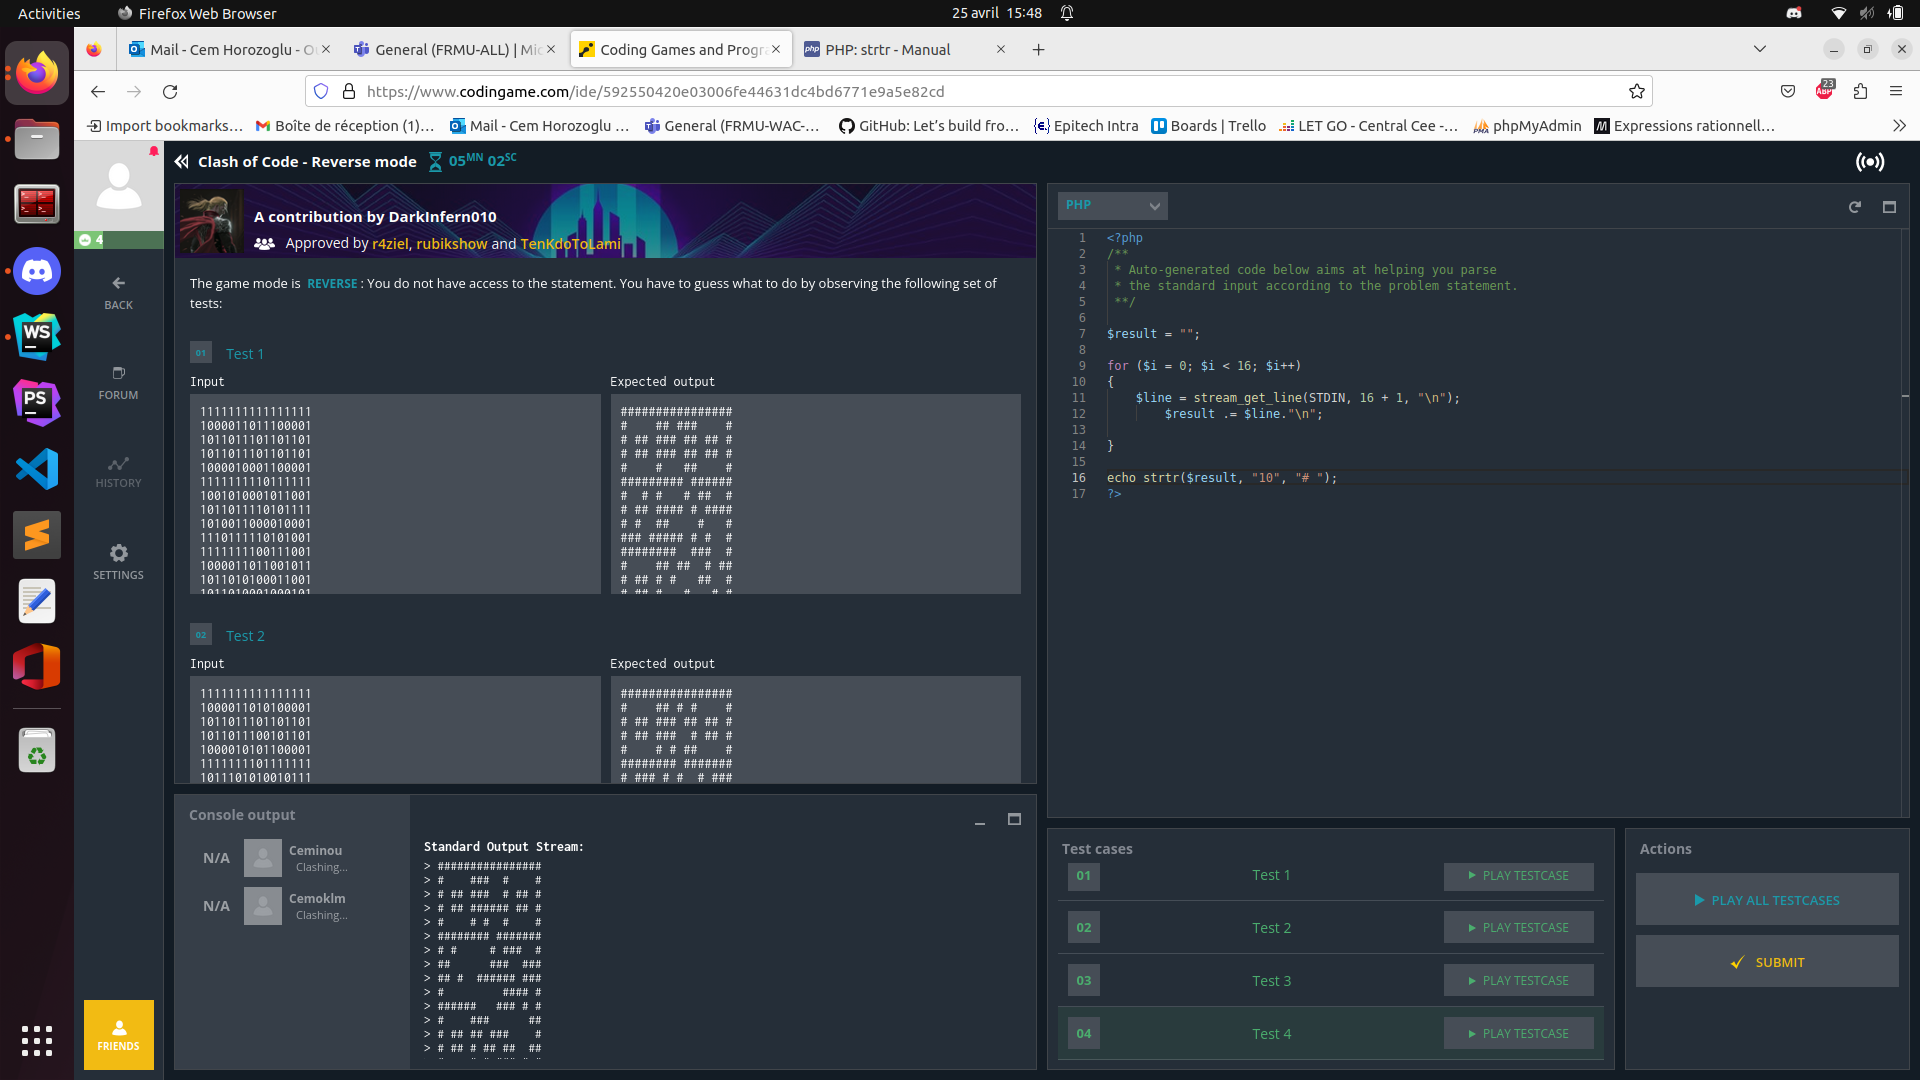 Activities
Firefox Web Browser
25 avril 15:48
Mail - Cem Horozoglu - O
General (FRMU-ALL) | Mic
Coding Games and Progra
PHP: strtr - Manual
https://www.codingame.com/ide/592550420e03006fe44631dc4bd6771e9a5e82cd
23
ABP
Import bookmarks...
Boîte de réception (1)...
Mail - Cem Horozoglu ...
General (FRMU-WAC-...
GitHub: Let's build fro...
Epitech Intra
Boards | Trello
LET GO - Central Cee -...
phpMyAdmin
Expressions rationnell...
4
BACK
FORUM
HISTORY
SETTINGS
FRIENDS
Clash of Code - Reverse mode
05MN 02SC
A contribution by DarkInfern010
Approved by r4ziel, rubikshow and TenKdoToLami
The game mode is REVERSE : You do not have access to the statement. You have to guess what to do by observing the following set of
tests:
01 Test 1
Input
1111111111111111
1000011011100001
1011011101101101
1011011101101101
1000010001100001
1111111110111111
1001010001011001
1011011110101111
1010011000010001
1110111110101001
1111111100111001
1000011011001011
1011010100011001
1011010001000101
Expected output
################
#    ## ###    #
# ## ### ## ## #
# ## ### ## ## #
#    #   ##    #
######### ######
#  # #   # ##  #
# ## #### # ####
# #  ##    #   #
### ##### # #  #
########  ###  #
#    ## ##  # ##
# ## # #   ##  #
# ## #   #   # #
02 Test 2
Input
1111111111111111
1000011010100001
1011011101101101
1011011100101101
1000010101100001
1111111101111111
1011101010010111
Expected output
################
#    ## # #    #
# ## ### ## ## #
# ## ###  # ## #
#    # # ##    #
######## #######
# ### # #  # ###
Console output
N/A Ceminou
Clashing...
N/A Cemoklm
Clashing...
Standard Output Stream:
> ################
> #    ###  #    #
> # ## ###  # ## #
> # ## ###### ## #
> #    # #  #    #
> ######## #######
> # #     # ###  #
> ##      ###  ###
> ## #  ###### ###
> #         #### #
> ######   ### # #
> #    ###      ##
> # ## ## ###    #
> # ## # ## ##  ##
PHP
1 <?php
2 /**
3  * Auto-generated code below aims at helping you parse
4  * the standard input according to the problem statement.
5  **/
6
7 $result = "";
8
9 for ($i = 0; $i < 16; $i++)
10 {
11     $line = stream_get_line(STDIN, 16 + 1, "\n");
12         $result .= $line."\n";
13
14 }
15
16 echo strtr($result, "10", "# ");
17 ?>
Test cases
01 Test 1 PLAY TESTCASE
02 Test 2 PLAY TESTCASE
03 Test 3 PLAY TESTCASE
04 Test 4 PLAY TESTCASE
Actions
PLAY ALL TESTCASES
SUBMIT